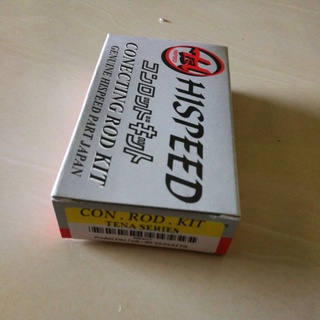 HISPEED
コンロッドキット
CONECTING ROD KIT
GENUINE HISPEED PART JAPAN
CON . ROD . KIT
TENA SERIES